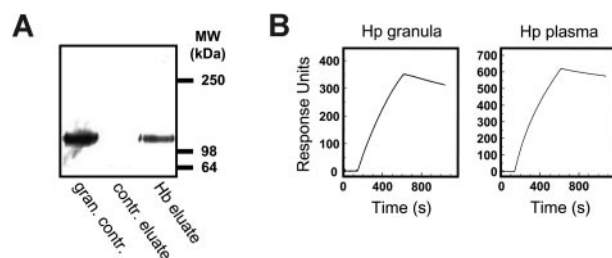 A
MW
(kDa)
250
98
64
gran. contr.
contr. eluate
Hb eluate
B
Hp granula
Response Units
400
300
200
100
0
0 400 800
Time (s)
Hp plasma
700
600
500
400
300
200
100
0
0 400 800
Time (s)